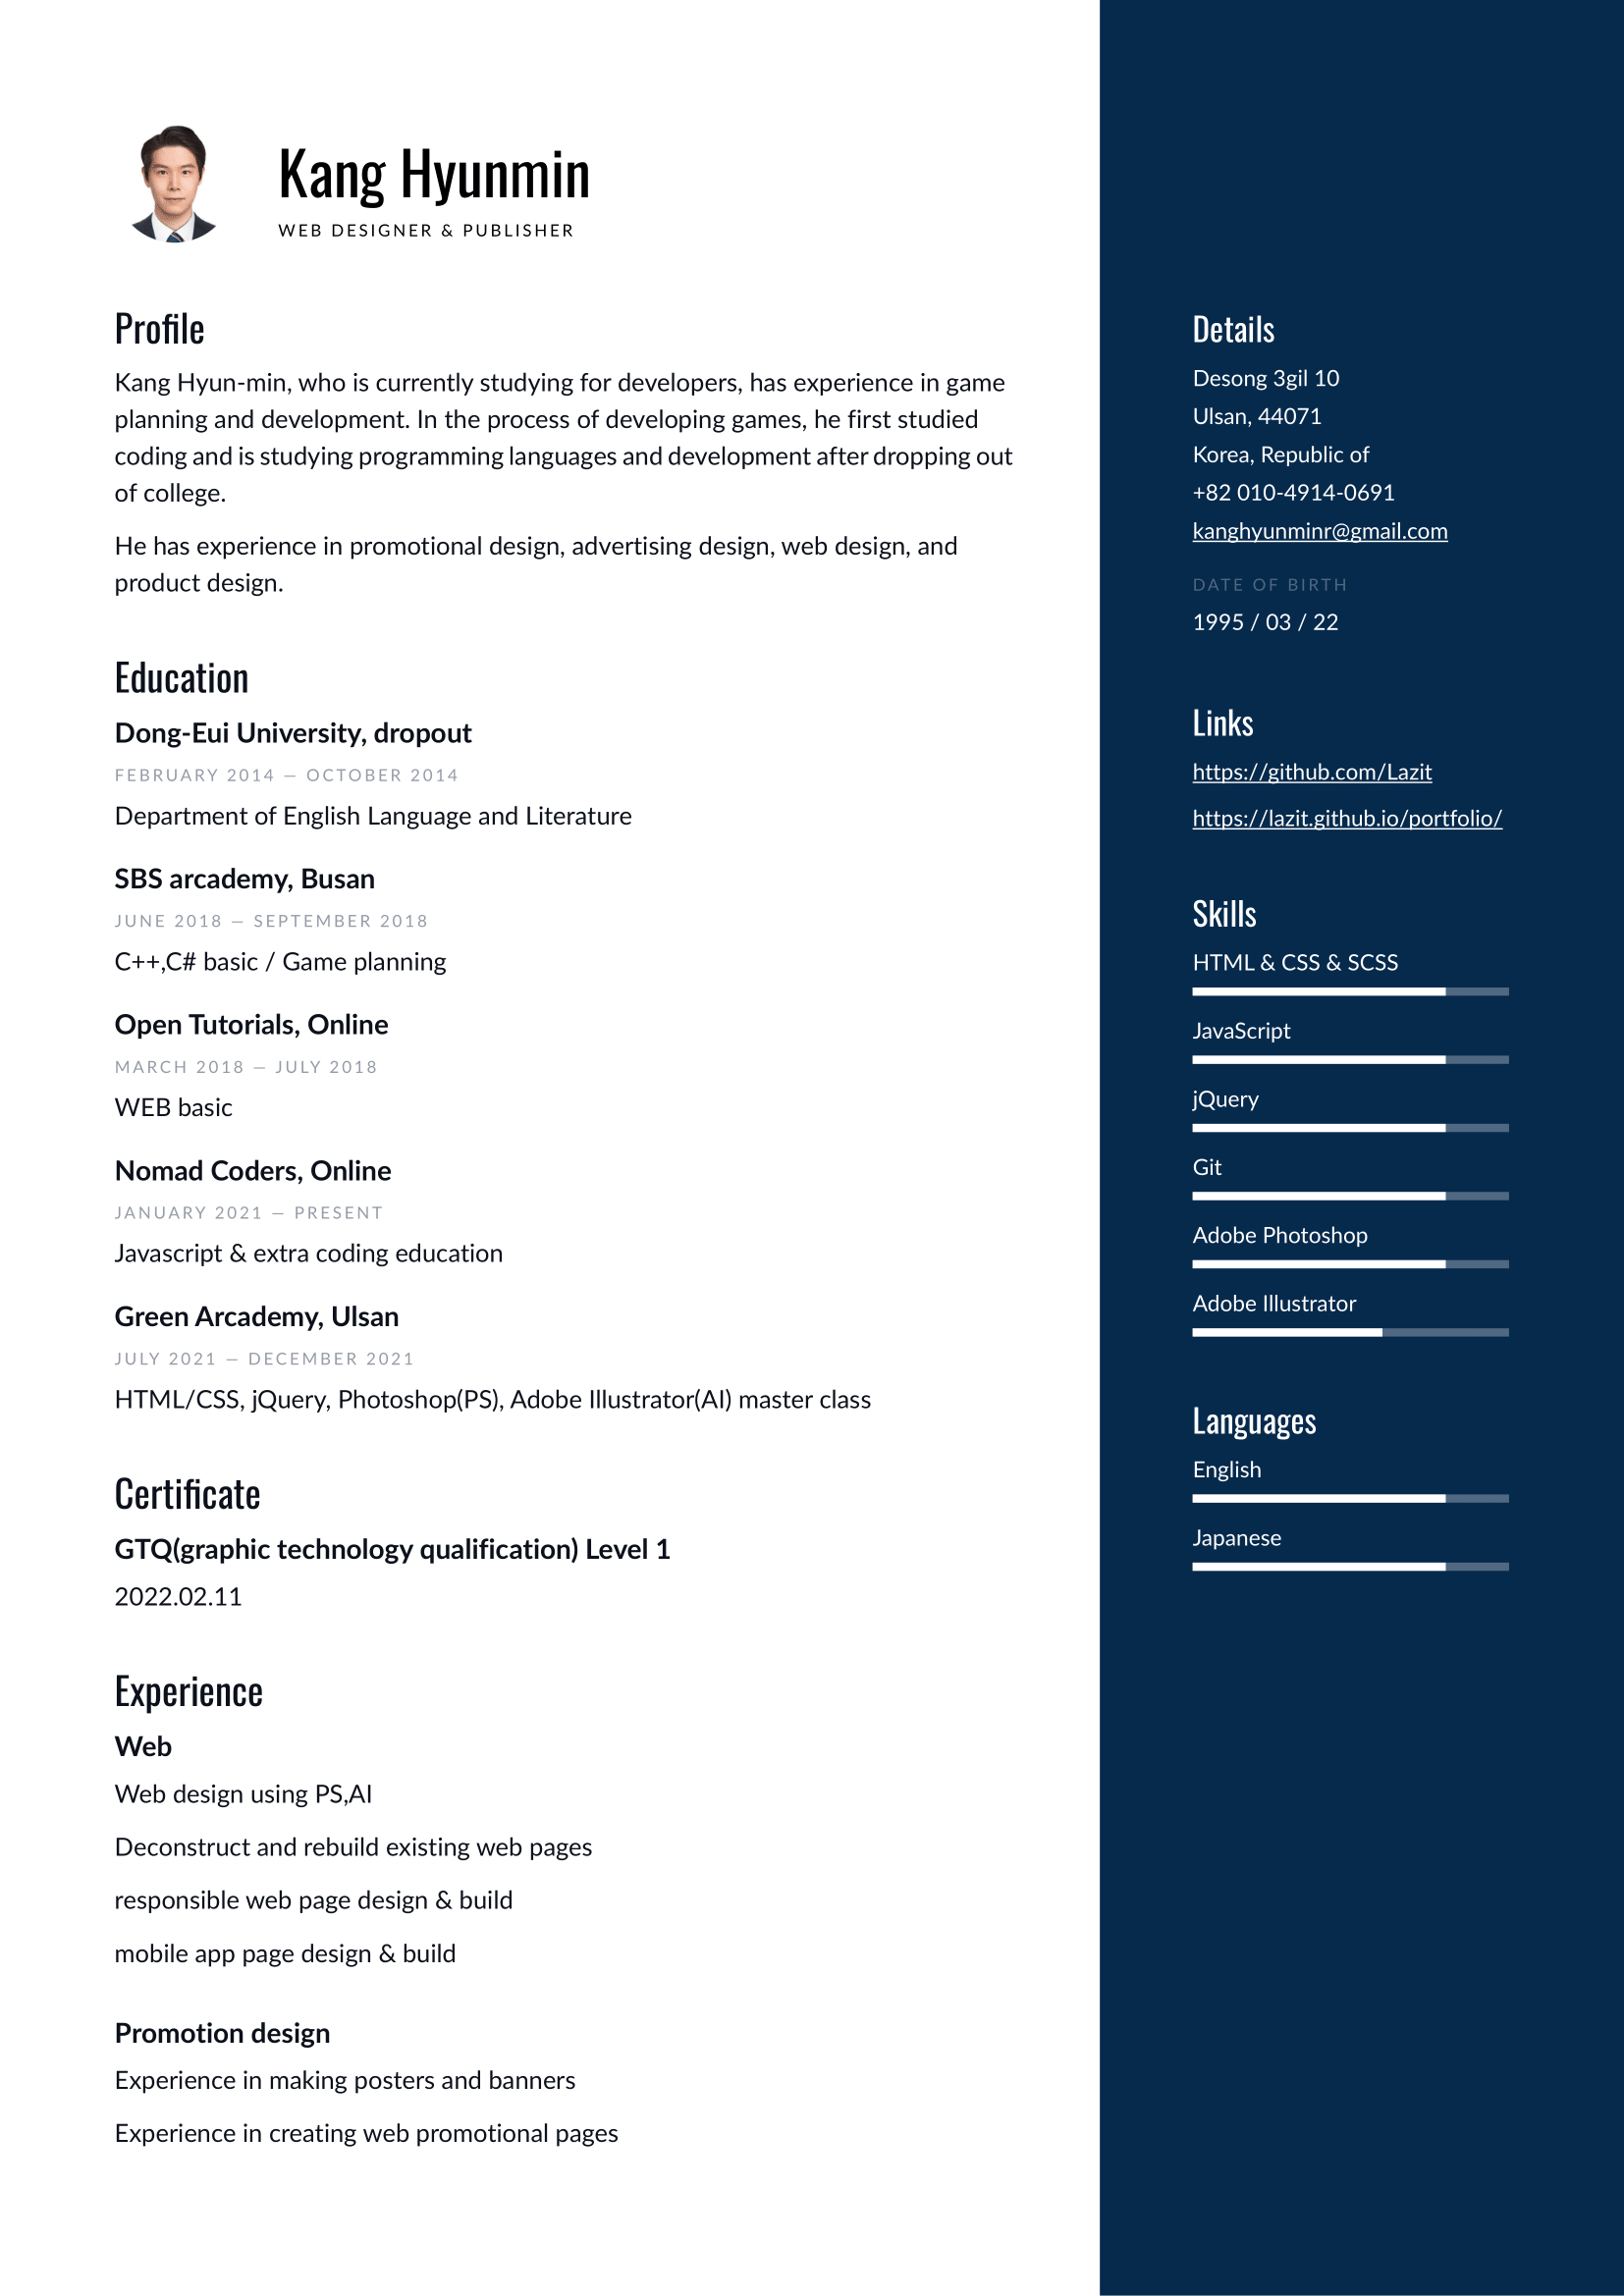 Kang Hyunmin
WEB DESIGNER & PUBLISHER
Profile
Kang Hyun-min, who is currently studying for developers, has experience in game
planning and development. In the process of developing games, he first studied
coding and is studying programming languages and development after dropping out
of college.
He has experience in promotional design, advertising design, web design, and
product design.
Education
Dong-Eui University, dropout
FEBRUARY 2014 — OCTOBER 2014
Department of English Language and Literature
SBS arcademy, Busan
JUNE 2018 — SEPTEMBER 2018
C++,C# basic / Game planning
Open Tutorials, Online
MARCH 2018 — JULY 2018
WEB basic
Nomad Coders, Online
JANUARY 2021 — PRESENT
Javascript & extra coding education
Green Arcademy, Ulsan
JULY 2021 — DECEMBER 2021
HTML/CSS, jQuery, Photoshop(PS), Adobe Illustrator(AI) master class
Certificate
GTQ(graphic technology qualification) Level 1
2022.02.11
Experience
Web
Web design using PS,AI
Deconstruct and rebuild existing web pages
responsible web page design & build
mobile app page design & build
Promotion design
Experience in making posters and banners
Experience in creating web promotional pages
Details
Desong 3gil 10
Ulsan, 44071
Korea, Republic of
+82 010-4914-0691
kanghyunminr@gmail.com
DATE OF BIRTH
1995 / 03 / 22
Links
https://github.com/Lazit
https://lazit.github.io/portfolio/
Skills
HTML & CSS & SCSS
JavaScript
jQuery
Git
Adobe Photoshop
Adobe Illustrator
Languages
English
Japanese